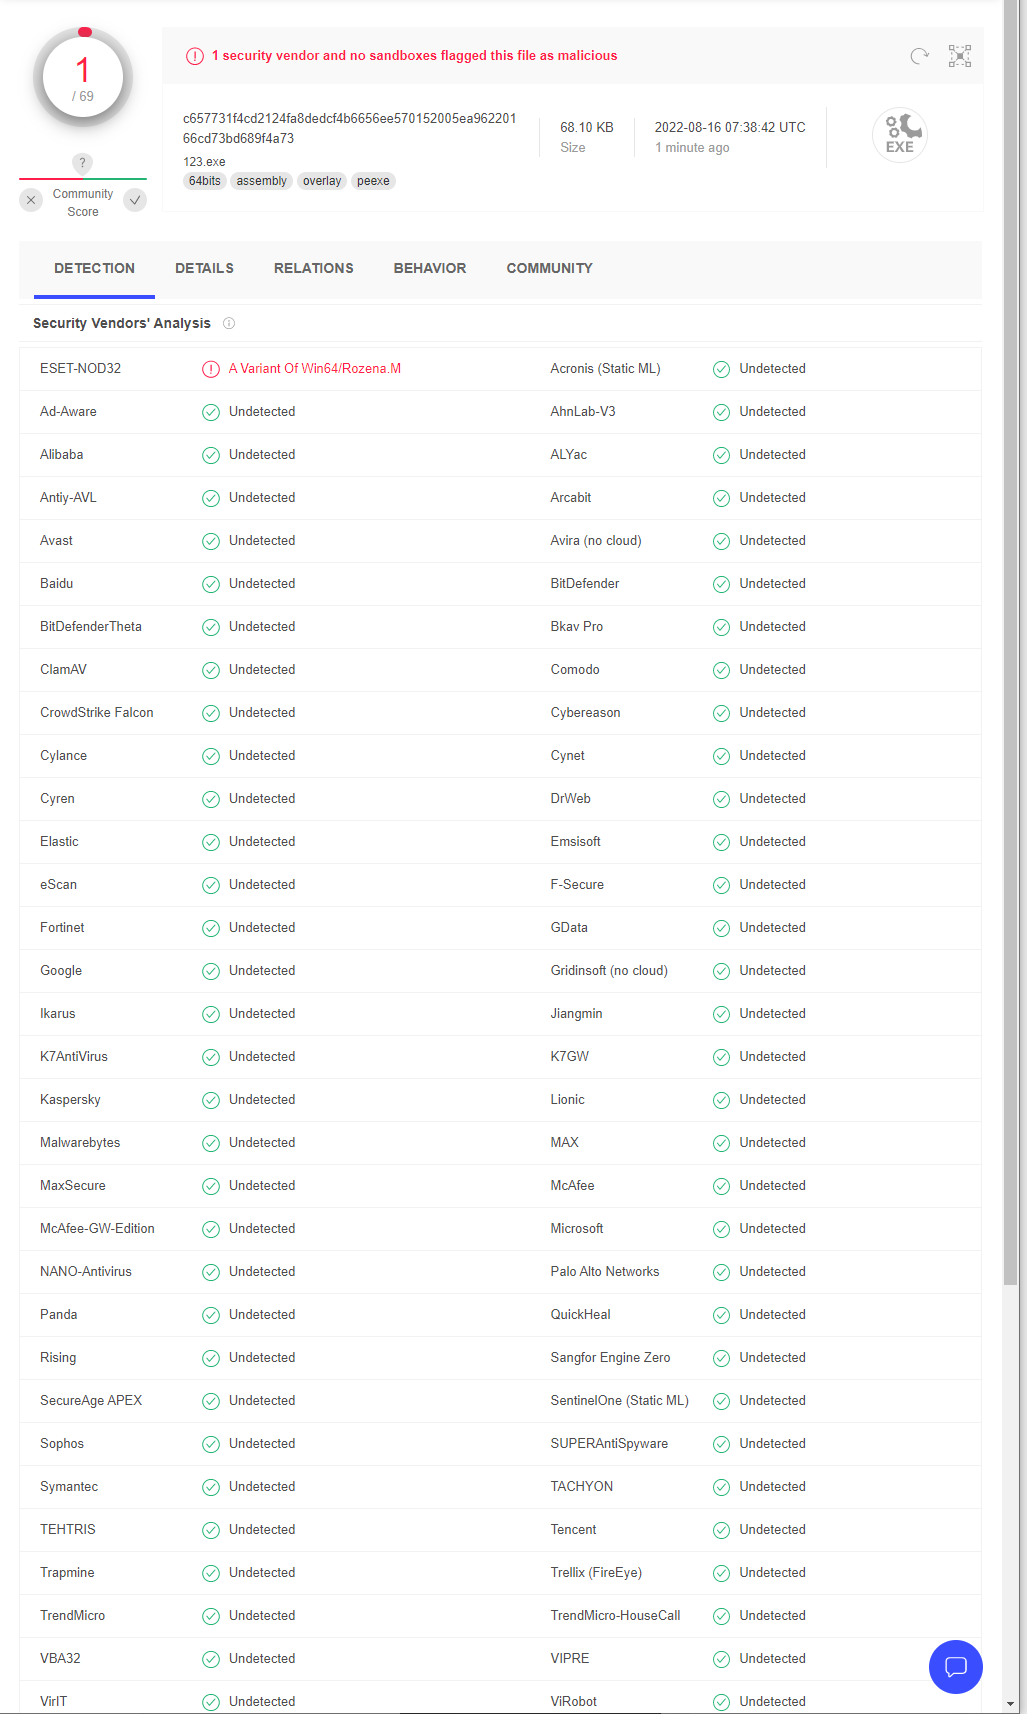 1
/ 69
?
Community
Score
1 security vendor and no sandboxes flagged this file as malicious
c657731f4cd2124fa8dedcf4b6656ee570152005ea962201
66cd73bd689f4a73
123.exe
64bits assembly overlay peexe
68.10 KB
Size
2022-08-16 07:38:42 UTC
1 minute ago
EXE
DETECTION DETAILS RELATIONS BEHAVIOR COMMUNITY
Security Vendors' Analysis
ESET-NOD32 A Variant Of Win64/Rozena.M Acronis (Static ML) Undetected
Ad-Aware Undetected AhnLab-V3 Undetected
Alibaba Undetected ALYac Undetected
Antiy-AVL Undetected Arcabit Undetected
Avast Undetected Avira (no cloud) Undetected
Baidu Undetected BitDefender Undetected
BitDefenderTheta Undetected Bkav Pro Undetected
ClamAV Undetected Comodo Undetected
CrowdStrike Falcon Undetected Cybereason Undetected
Cylance Undetected Cynet Undetected
Cyren Undetected DrWeb Undetected
Elastic Undetected Emsisoft Undetected
eScan Undetected F-Secure Undetected
Fortinet Undetected GData Undetected
Google Undetected Gridinsoft (no cloud) Undetected
Ikarus Undetected Jiangmin Undetected
K7AntiVirus Undetected K7GW Undetected
Kaspersky Undetected Lionic Undetected
Malwarebytes Undetected MAX Undetected
MaxSecure Undetected McAfee Undetected
McAfee-GW-Edition Undetected Microsoft Undetected
NANO-Antivirus Undetected Palo Alto Networks Undetected
Panda Undetected QuickHeal Undetected
Rising Undetected Sangfor Engine Zero Undetected
SecureAge APEX Undetected SentinelOne (Static ML) Undetected
Sophos Undetected SUPERAntiSpyware Undetected
Symantec Undetected TACHYON Undetected
TEHTRIS Undetected Tencent Undetected
Trapmine Undetected Trellix (FireEye) Undetected
TrendMicro Undetected TrendMicro-HouseCall Undetected
VBA32 Undetected VIPRE Undetected
VirIT Undetected ViRobot Undetected